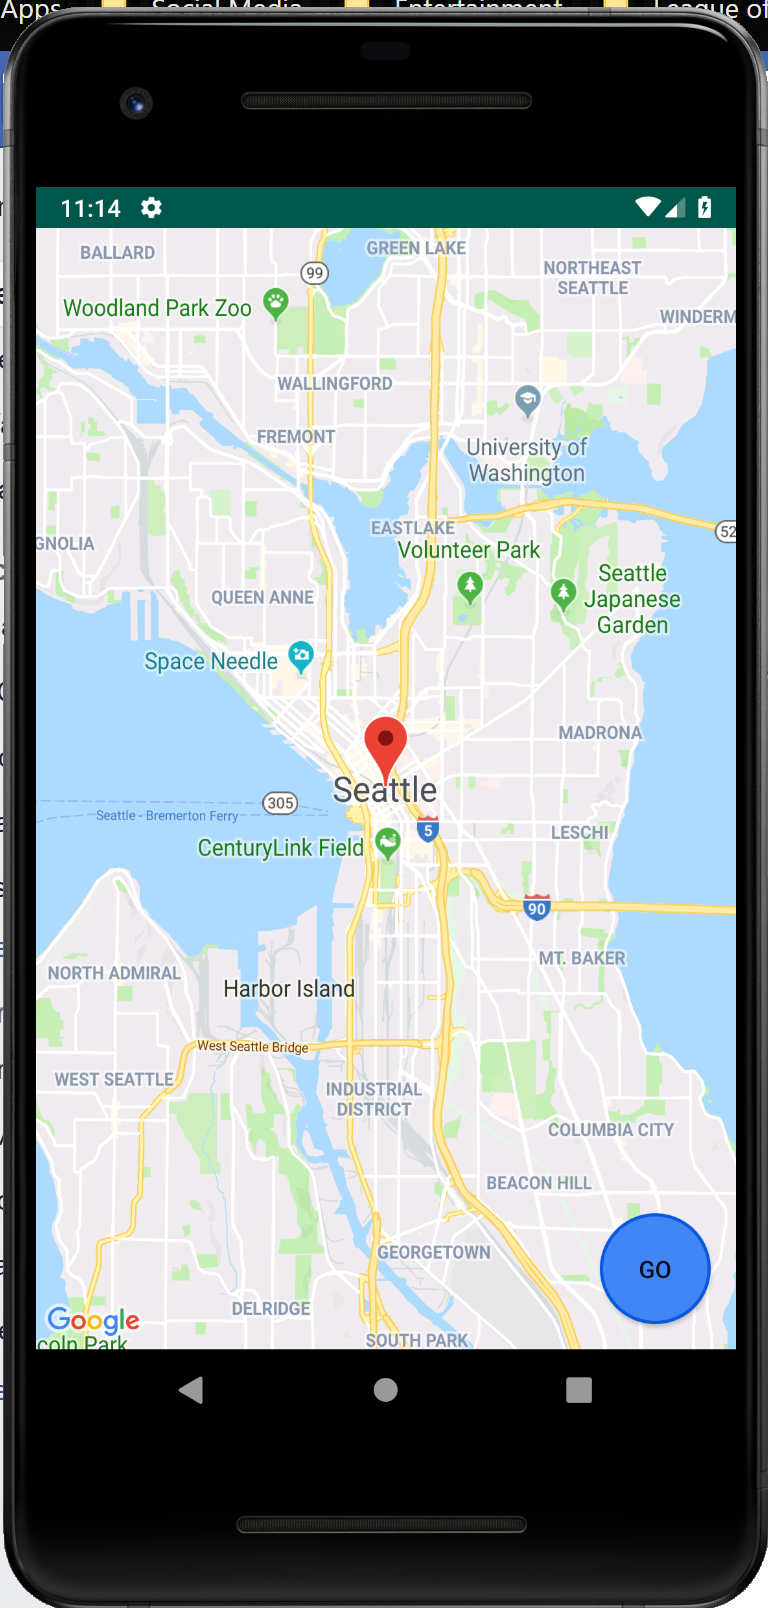 Apps
Social Media
Entertainment
League of
11:14
BALLARD
GREEN LAKE
99
NORTHEAST
SEATTLE
Woodland Park Zoo
WINDERM
WALLINGFORD
FREMONT
University of
Washington
EASTLAKE
52
GNOLIA
Volunteer Park
Seattle
Japanese
Garden
QUEEN ANNE
Space Needle
MADRONA
Seattle
305
Seattle - Bremerton Ferry
5
LESCHI
CenturyLink Field
90
MT. BAKER
NORTH ADMIRAL
Harbor Island
West Seattle Bridge
WEST SEATTLE
INDUSTRIAL
DISTRICT
COLUMBIA CITY
BEACON HILL
GEORGETOWN
GO
DELRIDGE
Google
coln Park
SOUTH PARK